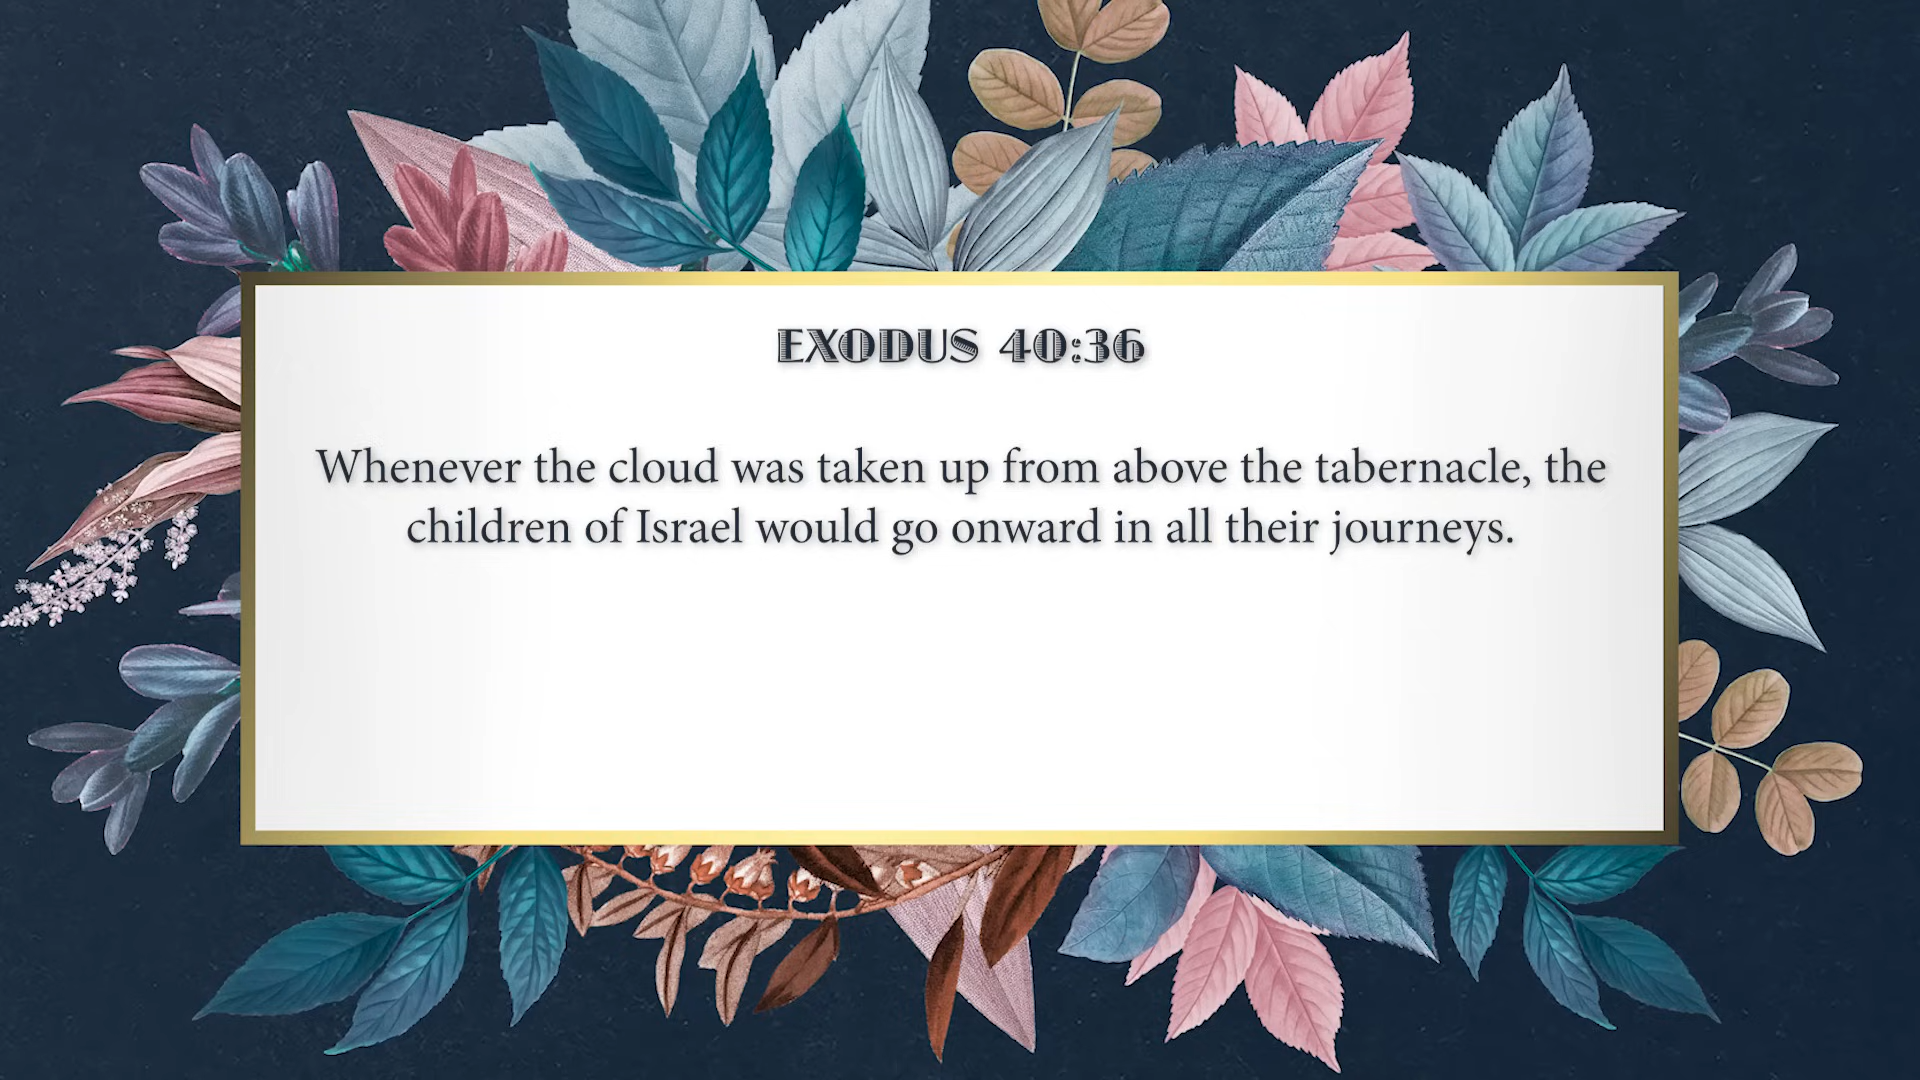 EXODUS 40:36
Whenever the cloud was taken up from above the tabernacle, the
children of Israel would go onward in all their journeys.